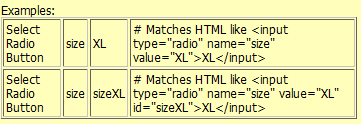 Examples:
Select Radio Button size XL # Matches HTML like <input
type="radio" name="size"
value="XL">XL</input>
Select Radio Button size sizeXL # Matches HTML like <input
type="radio" name="size" value="XL"
id="sizeXL">XL</input>